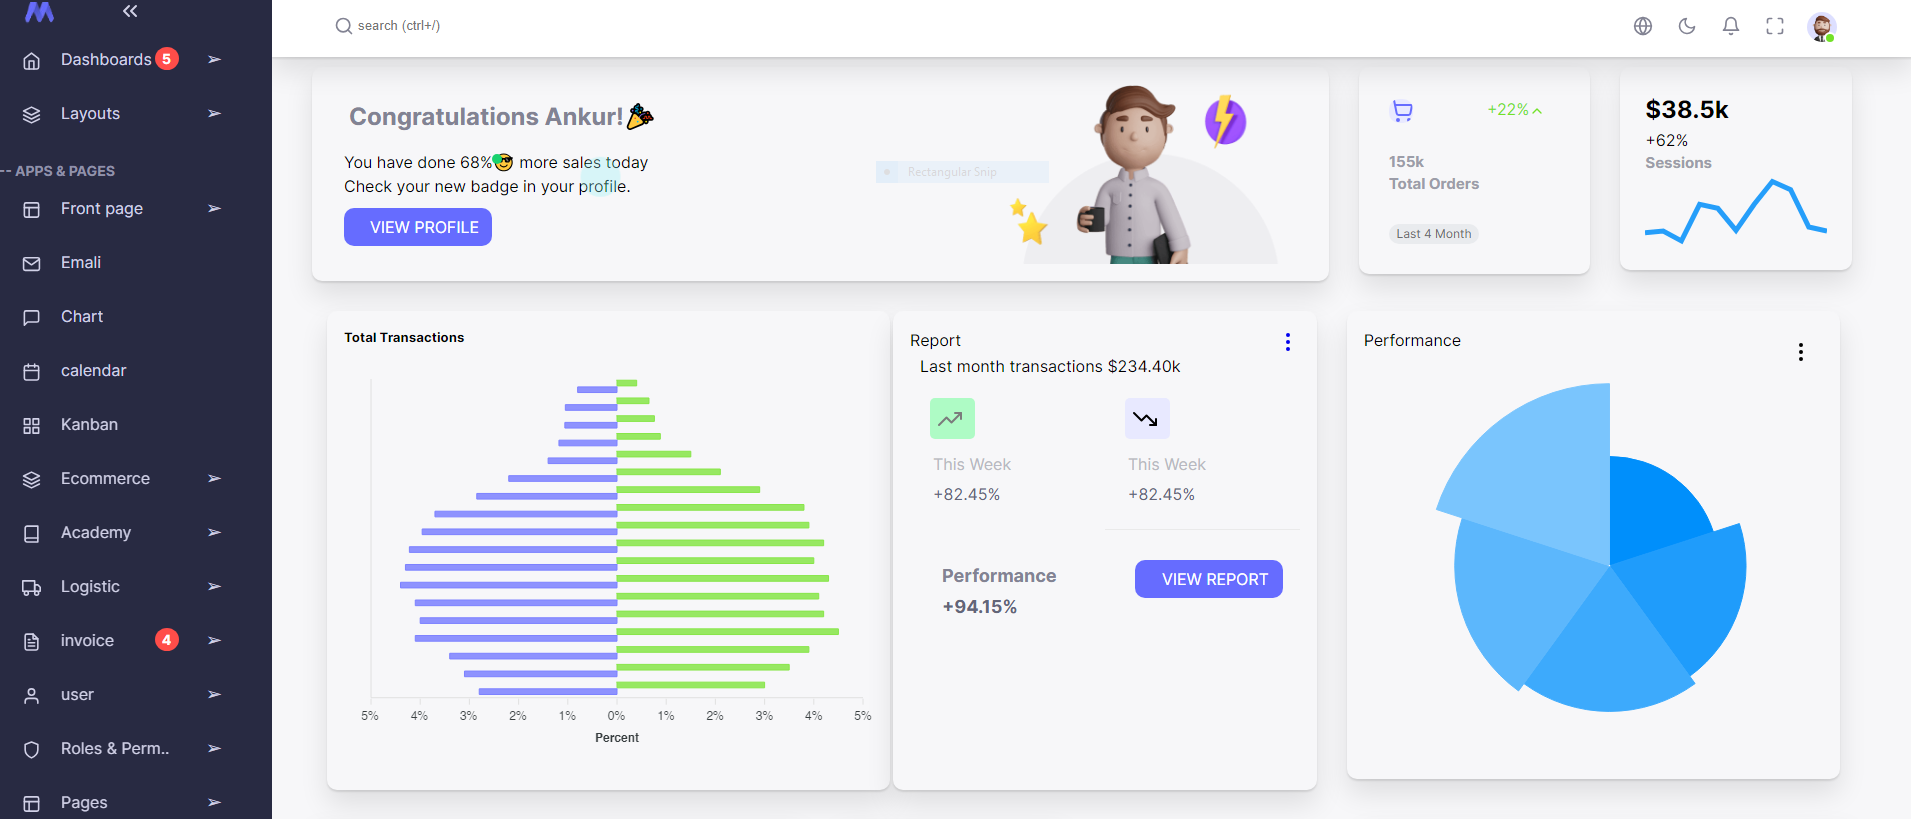 search (ctrl+/)
Dashboards 5
Layouts
-- APPS & PAGES
Front page
Emali
Chart
calendar
Kanban
Ecommerce
Academy
Logistic
invoice 4
user
Roles & Perm..
Pages
Congratulations Ankur!
You have done 68%😎 more sales today
Check your new badge in your profile.
VIEW PROFILE
Rectangular Snip
+22%
155k
Total Orders
Last 4 Month
$38.5k
+62%
Sessions
Total Transactions
5% 4% 3% 2% 1% 0% 1% 2% 3% 4% 5%
Percent
Report
Last month transactions $234.40k
This Week
+82.45%
This Week
+82.45%
Performance
+94.15%
VIEW REPORT
Performance